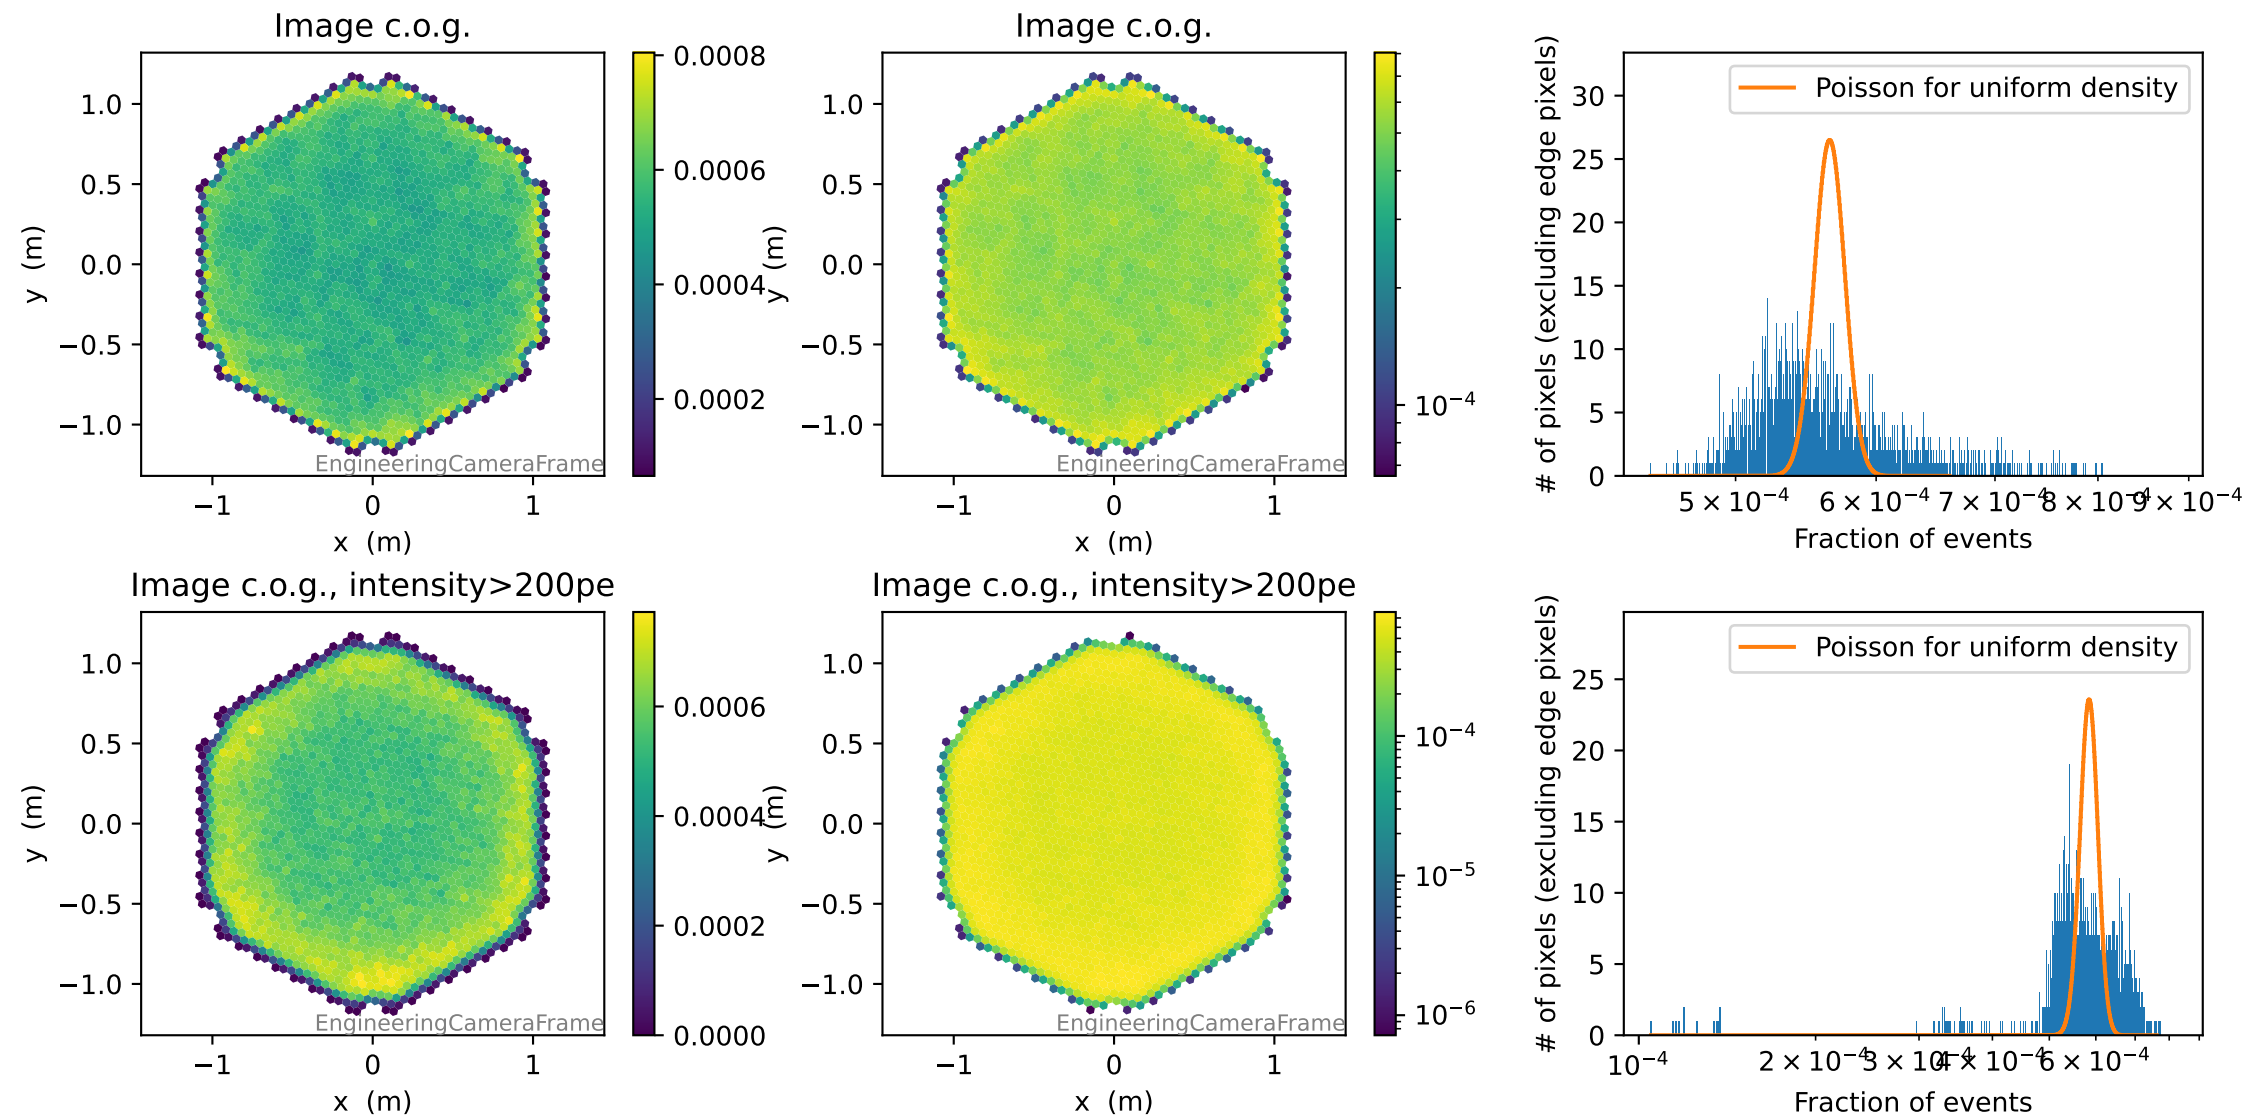 Image c.o.g.
1.0
0.5
0.0
−0.5
−1.0
y (m)
−1
0
1
x (m)
EngineeringCameraFrame
0.0008
0.0006
0.0004
0.0002
Image c.o.g.
1.0
0.5
0.0
−0.5
−1.0
y (m)
−1
0
1
x (m)
EngineeringCameraFrame
10⁻⁴
# of pixels (excluding edge pixels)
30
25
20
15
10
5
0
Poisson for uniform density
5 × 10⁻⁴
6 × 10⁻⁴
7 × 10⁻⁴
8 × 10⁻⁴
9 × 10⁻⁴
Fraction of events
Image c.o.g., intensity>200pe
1.0
0.5
0.0
−0.5
−1.0
y (m)
−1
0
1
x (m)
EngineeringCameraFrame
0.0006
0.0004
0.0002
0.0000
Image c.o.g., intensity>200pe
1.0
0.5
0.0
−0.5
−1.0
y (m)
−1
0
1
x (m)
EngineeringCameraFrame
10⁻⁴
10⁻⁵
10⁻⁶
# of pixels (excluding edge pixels)
25
20
15
10
5
0
Poisson for uniform density
10⁻⁴
2 × 10⁻⁴
3 × 10⁻⁴
4 × 10⁻⁴
6 × 10⁻⁴
Fraction of events